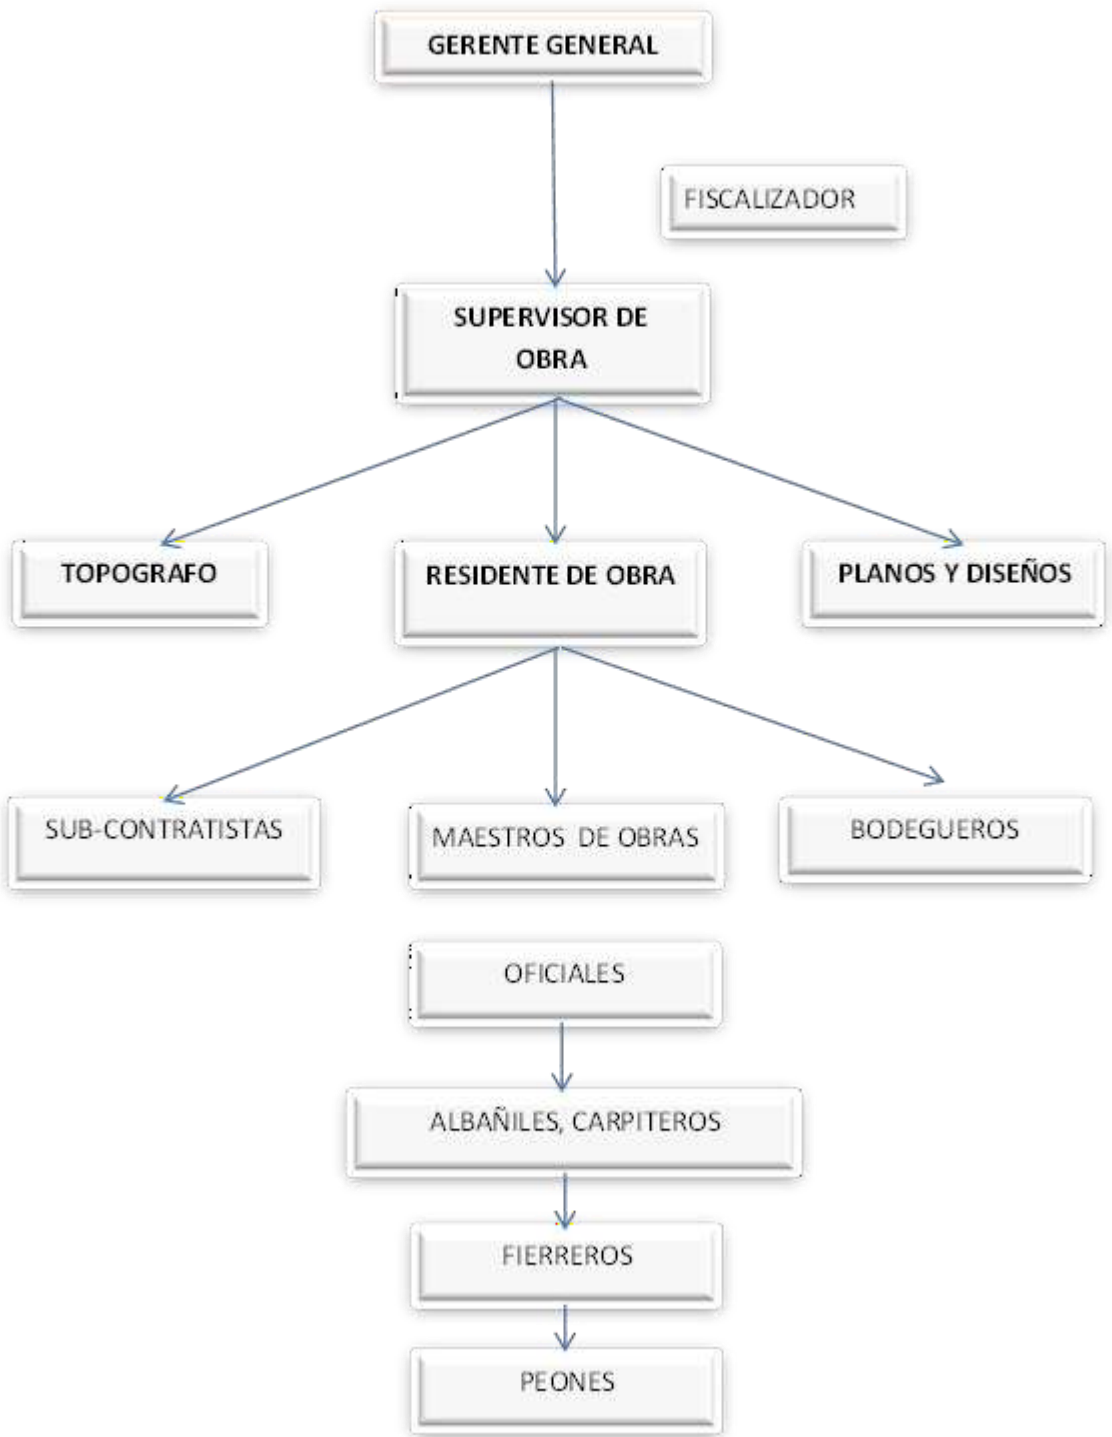 GERENTE GENERAL
FISCALIZADOR
SUPERVISOR DE
OBRA
TOPOGRAFO
RESIDENTE DE OBRA
PLANOS Y DISEÑOS
SUB-CONTRATISTAS
MAESTROS DE OBRAS
BODEGUEROS
OFICIALES
ALBAÑILES, CARPITEROS
FIERREROS
PEONES